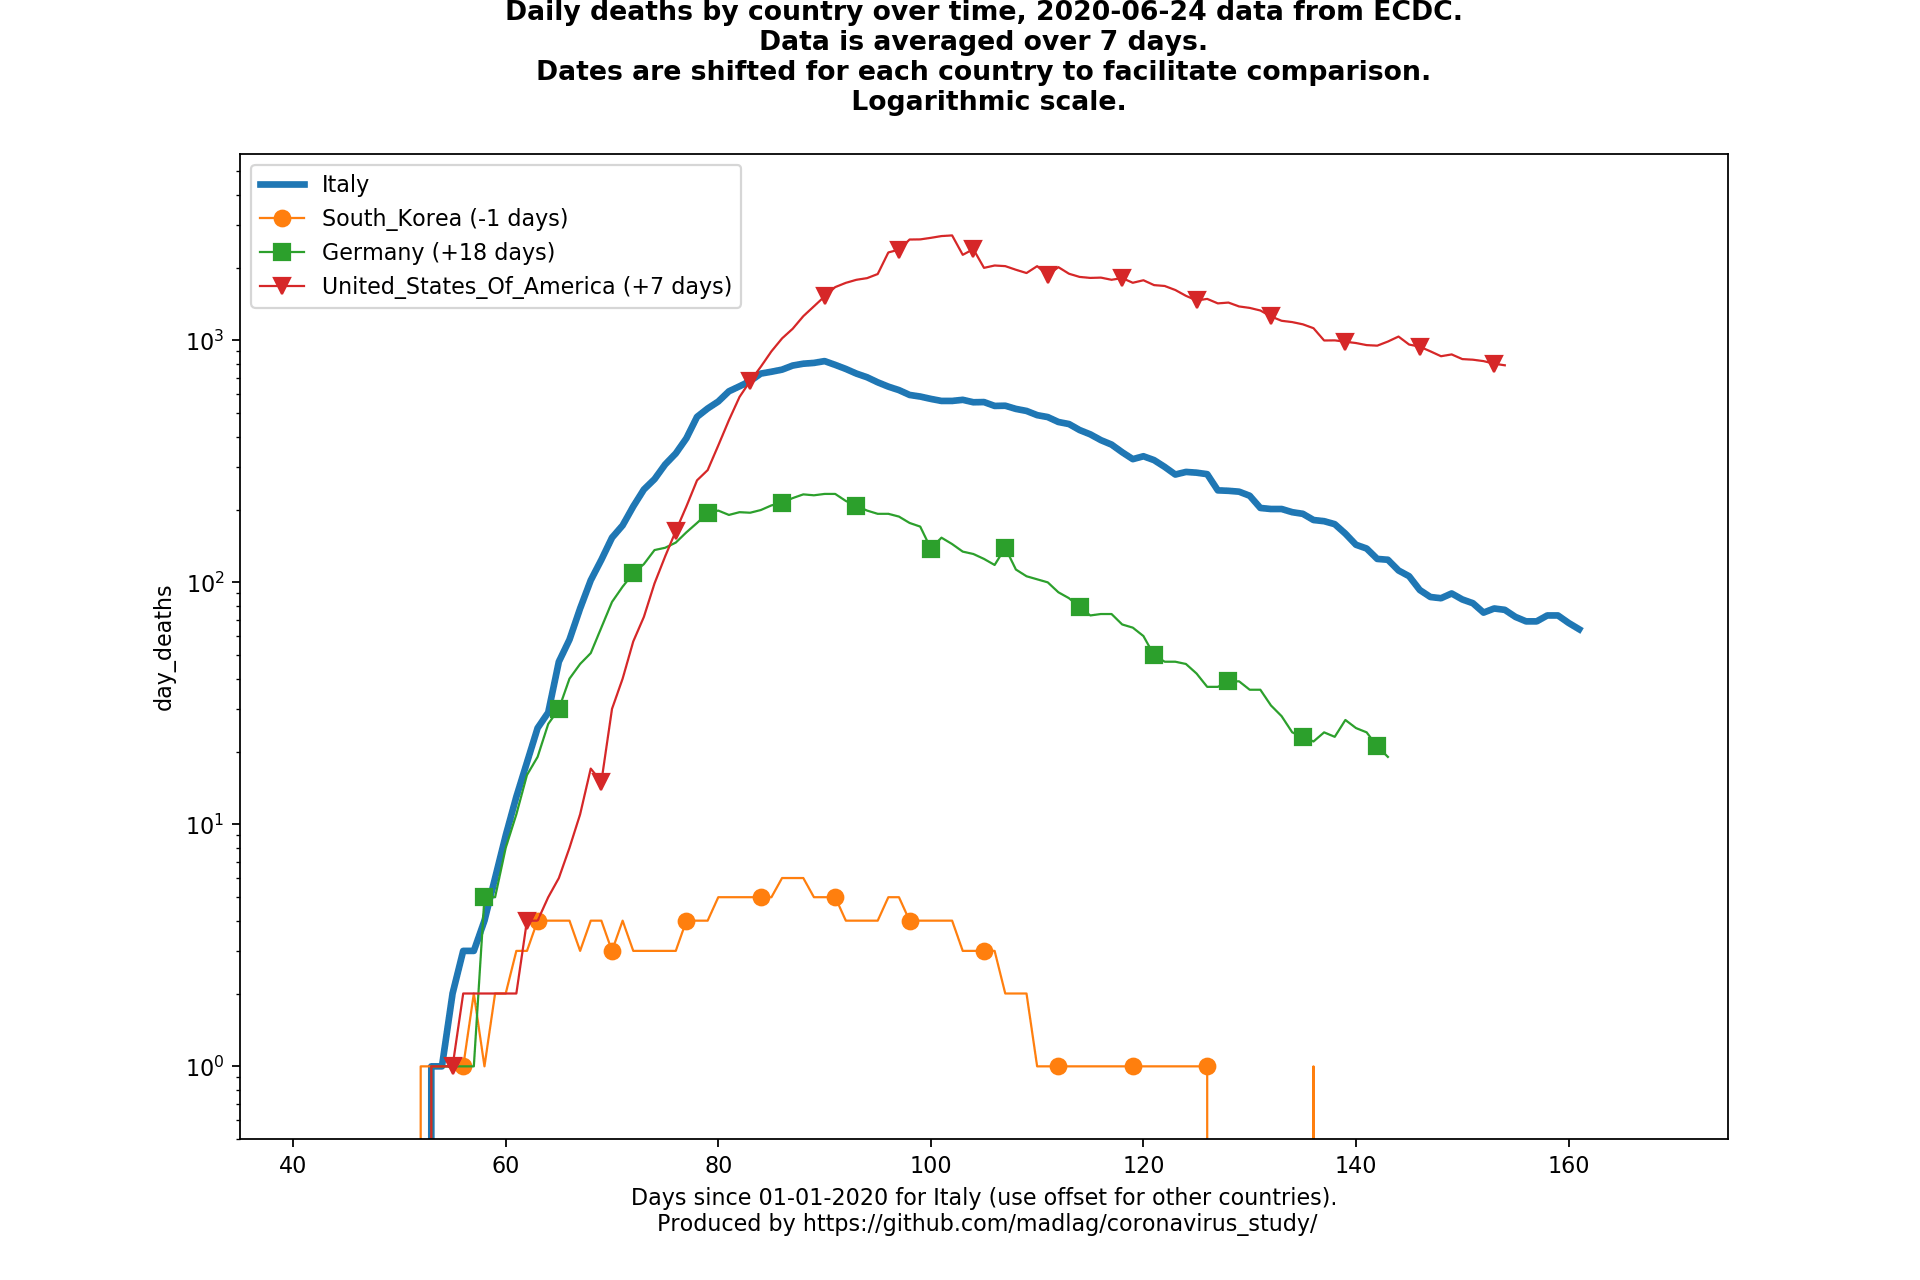 Daily deaths by country over time, 2020-06-24 data from ECDC.
Data is averaged over 7 days.
Dates are shifted for each country to facilitate comparison.
Logarithmic scale.
Italy
South_Korea (-1 days)
Germany (+18 days)
United_States_Of_America (+7 days)
day_deaths
10³
10²
10¹
10⁰
40 60 80 100 120 140 160
Days since 01-01-2020 for Italy (use offset for other countries).
Produced by https://github.com/madlag/coronavirus_study/